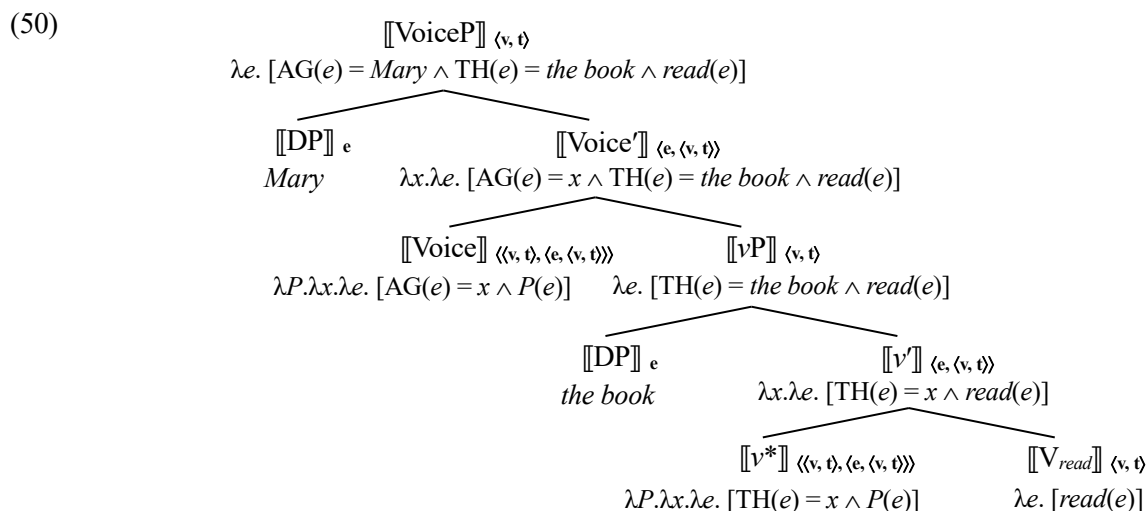 (50)
⟦VoiceP⟧ ⟨v, t⟩
λe. [AG(e) = Mary ∧ TH(e) = the book ∧ read(e)]
⟦DP⟧ e ⟦Voice′⟧ ⟨e, ⟨v, t⟩⟩
Mary λx.λe. [AG(e) = x ∧ TH(e) = the book ∧ read(e)]
⟦Voice⟧ ⟨⟨v, t⟩, ⟨e, ⟨v, t⟩⟩⟩ ⟦vP⟧ ⟨v, t⟩
λP.λx.λe. [AG(e) = x ∧ P(e)] λe. [TH(e) = the book ∧ read(e)]
⟦DP⟧ e ⟦v′⟧ ⟨e, ⟨v, t⟩⟩
the book λx.λe. [TH(e) = x ∧ read(e)]
⟦v*⟧ ⟨⟨v, t⟩, ⟨e, ⟨v, t⟩⟩⟩ ⟦Vread⟧ ⟨v, t⟩
λP.λx.λe. [TH(e) = x ∧ P(e)] λe. [read(e)]